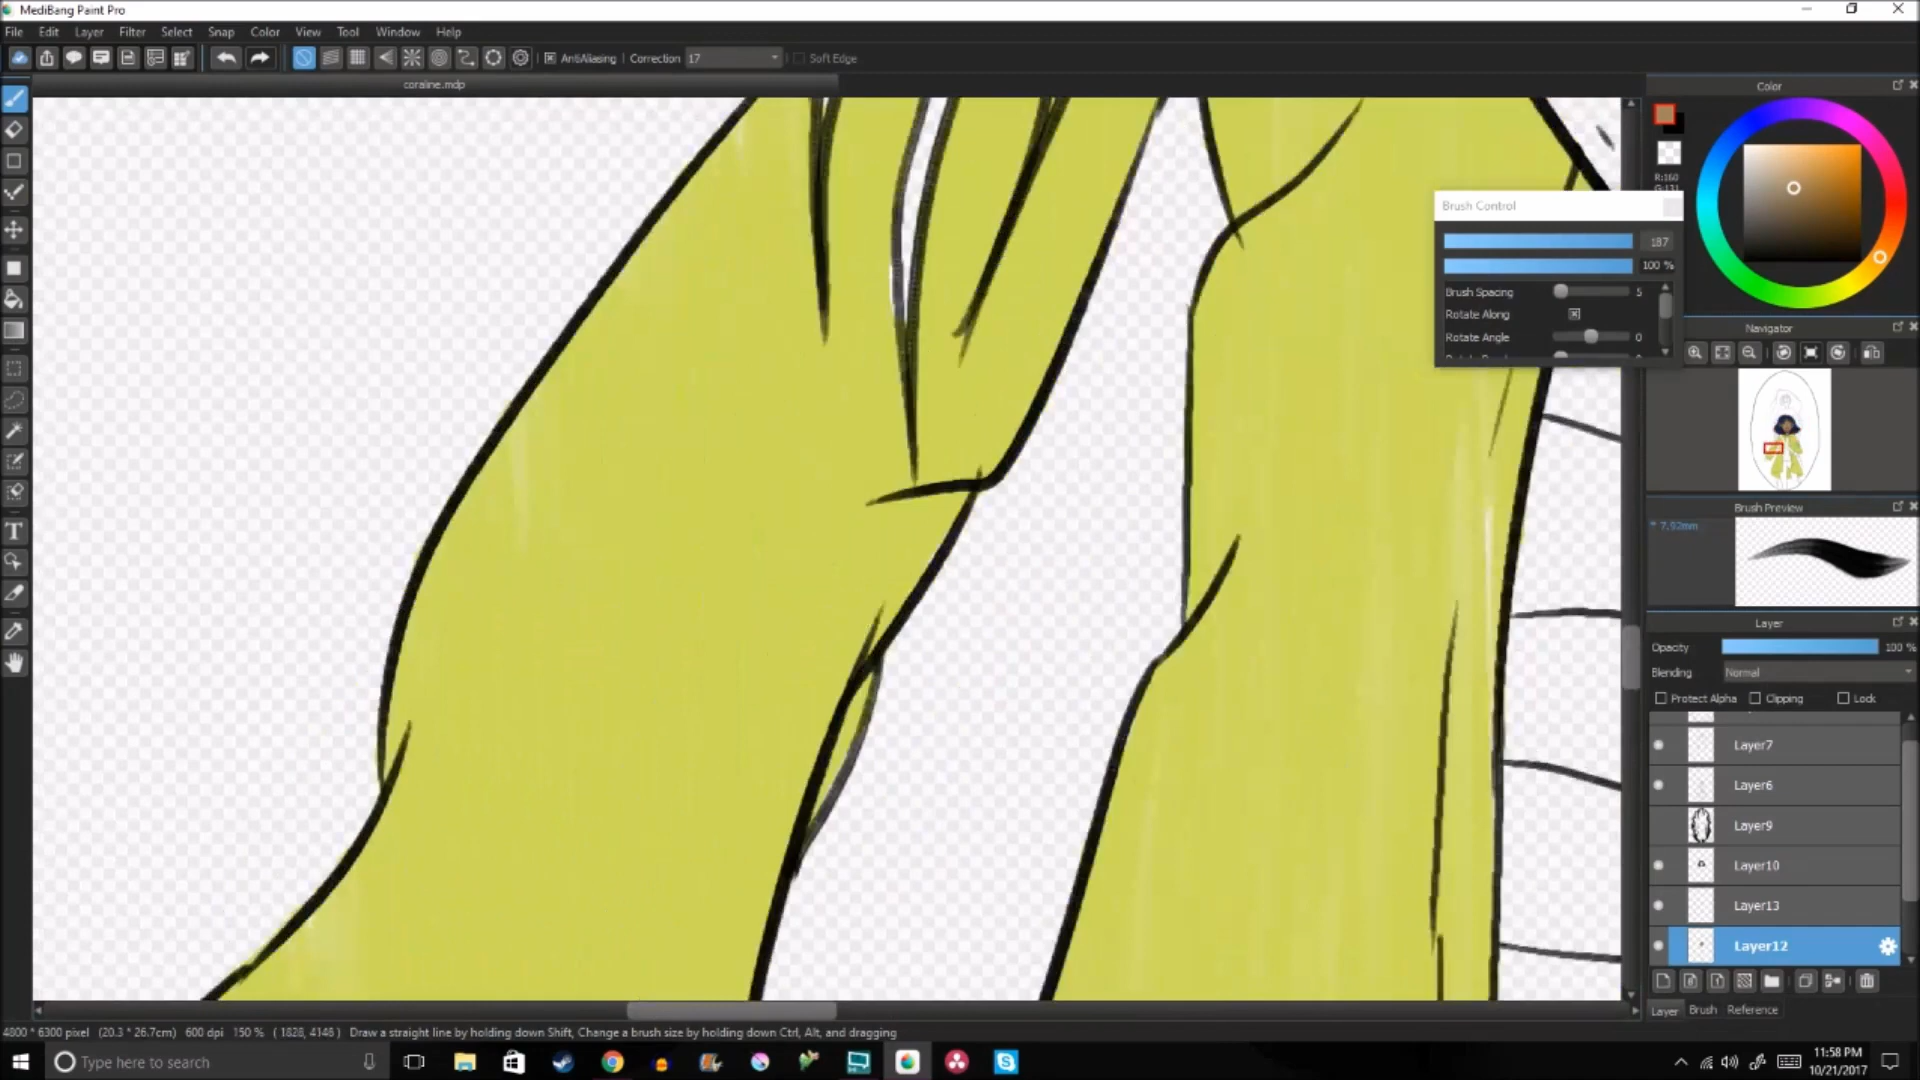 MediBang Paint Pro
File Edit Layer Filter Select Snap Color View Tool Window Help
AntiAliasing Correction 17 Soft Edge
coraline.mdp
Color
R:160
Brush Control
187
100 %
Brush Spacing 5
Rotate Along
Rotate Angle 0
Navigator
Brush Preview
* 7.92mm
Layer
Opacity 100 %
Blending Normal
Protect Alpha Clipping Lock
Layer7
Layer6
Layer9
Layer10
Layer13
Layer12
Layer Brush Reference
4800 * 6300 pixel (20.3 * 26.7cm) 600 dpi 150 % ( 1828, 4148 ) Draw a straight line by holding down Shift, Change a brush size by holding down Ctrl, Alt, and dragging
Type here to search
11:58 PM
10/21/2017